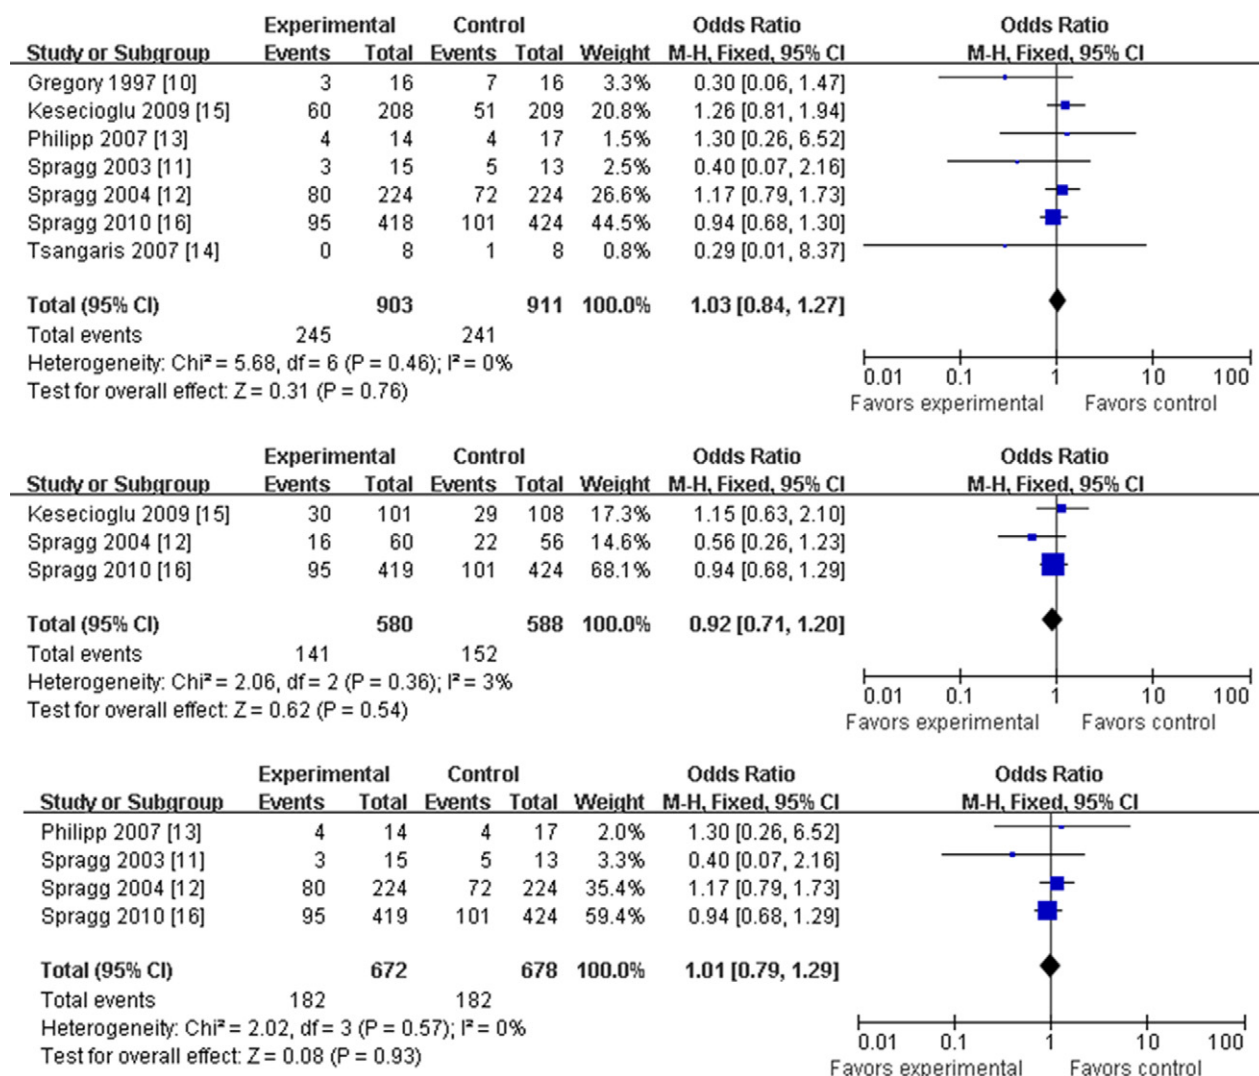 Experimental Control Odds Ratio Odds Ratio
Study or Subgroup Events Total Events Total Weight M-H, Fixed, 95% CI M-H, Fixed, 95% CI
Gregory 1997 [10] 3 16 7 16 3.3% 0.30 [0.06, 1.47]
Kesecioglu 2009 [15] 60 208 51 209 20.8% 1.26 [0.81, 1.94]
Philipp 2007 [13] 4 14 4 17 1.5% 1.30 [0.26, 6.52]
Spragg 2003 [11] 3 15 5 13 2.5% 0.40 [0.07, 2.16]
Spragg 2004 [12] 80 224 72 224 26.6% 1.17 [0.79, 1.73]
Spragg 2010 [16] 95 418 101 424 44.5% 0.94 [0.68, 1.30]
Tsangaris 2007 [14] 0 8 1 8 0.8% 0.29 [0.01, 8.37]
Total (95% CI) 903 911 100.0% 1.03 [0.84, 1.27]
Total events 245 241
Heterogeneity: Chi² = 5.68, df = 6 (P = 0.46); I² = 0%
Test for overall effect: Z = 0.31 (P = 0.76)
0.01 0.1 1 10 100
Favors experimental Favors control
Experimental Control Odds Ratio Odds Ratio
Study or Subgroup Events Total Events Total Weight M-H, Fixed, 95% CI M-H, Fixed, 95% CI
Kesecioglu 2009 [15] 30 101 29 108 17.3% 1.15 [0.63, 2.10]
Spragg 2004 [12] 16 60 22 56 14.6% 0.56 [0.26, 1.23]
Spragg 2010 [16] 95 419 101 424 68.1% 0.94 [0.68, 1.29]
Total (95% CI) 580 588 100.0% 0.92 [0.71, 1.20]
Total events 141 152
Heterogeneity: Chi² = 2.06, df = 2 (P = 0.36); I² = 3%
Test for overall effect: Z = 0.62 (P = 0.54)
0.01 0.1 1 10 100
Favors experimental Favors control
Experimental Control Odds Ratio Odds Ratio
Study or Subgroup Events Total Events Total Weight M-H, Fixed, 95% CI M-H, Fixed, 95% CI
Philipp 2007 [13] 4 14 4 17 2.0% 1.30 [0.26, 6.52]
Spragg 2003 [11] 3 15 5 13 3.3% 0.40 [0.07, 2.16]
Spragg 2004 [12] 80 224 72 224 35.4% 1.17 [0.79, 1.73]
Spragg 2010 [16] 95 419 101 424 59.4% 0.94 [0.68, 1.29]
Total (95% CI) 672 678 100.0% 1.01 [0.79, 1.29]
Total events 182 182
Heterogeneity: Chi² = 2.02, df = 3 (P = 0.57); I² = 0%
Test for overall effect: Z = 0.08 (P = 0.93)
0.01 0.1 1 10 100
Favors experimental Favors control